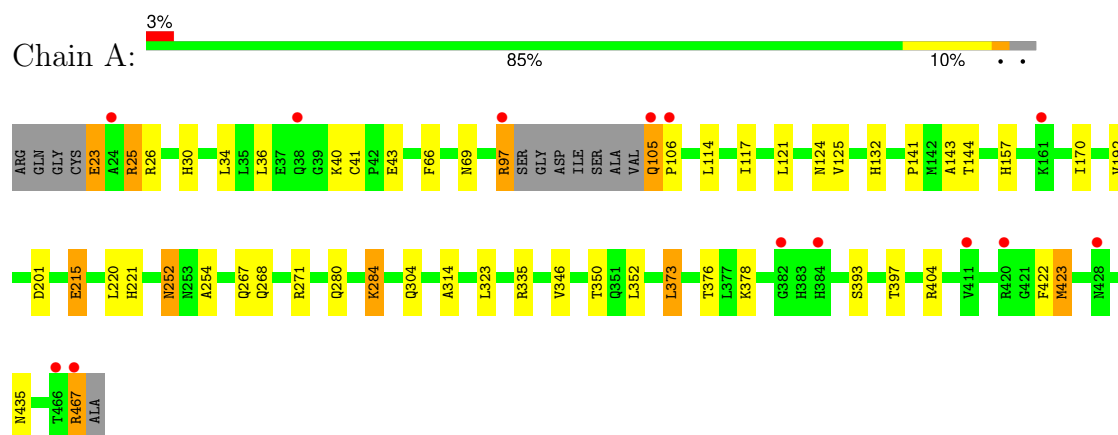 3%
Chain A:
85% 10% • •
ARG GLN GLY CYS E23 A24 R25 R26 H30 L34 L35 L36 E37 Q38 G39 K40 C41 P42 E43 F66 N69 R97 SER GLY ASP ILE SER ALA VAL Q105 P106 L114 I117 L121 N124 V125 H132 P141 M142 A143 T144 H157 K161 I170
D201 E215 L220 H221 N252 N253 A254 Q267 Q268 R271 Q280 K284 Q304 A314 L323 R335 V346 T350 Q351 L352 L373 T376 L377 K378 G382 H383 H384 S393 T397 R404 V411 R420 G421 F422 M423 N428
N435 T466 R467 ALA